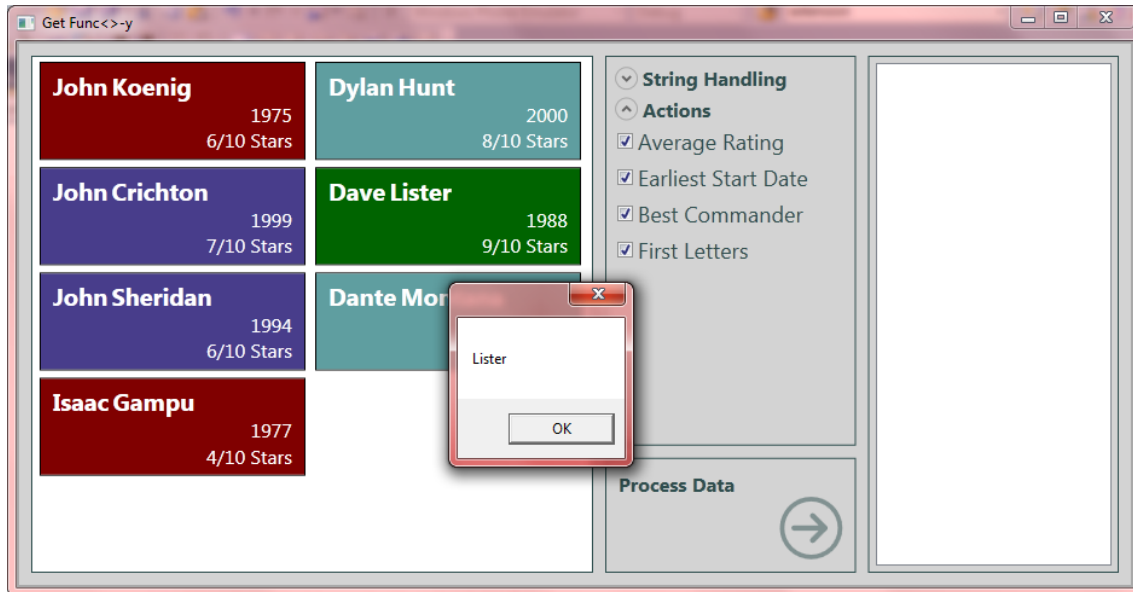 Get Func<>-y
John Koenig
1975
6/10 Stars
Dylan Hunt
2000
8/10 Stars
John Crichton
1999
7/10 Stars
Dave Lister
1988
9/10 Stars
John Sheridan
1994
6/10 Stars
Dante
Isaac Gampu
1977
4/10 Stars
String Handling
Actions
Average Rating
Earliest Start Date
Best Commander
First Letters
Lister
OK
Process Data